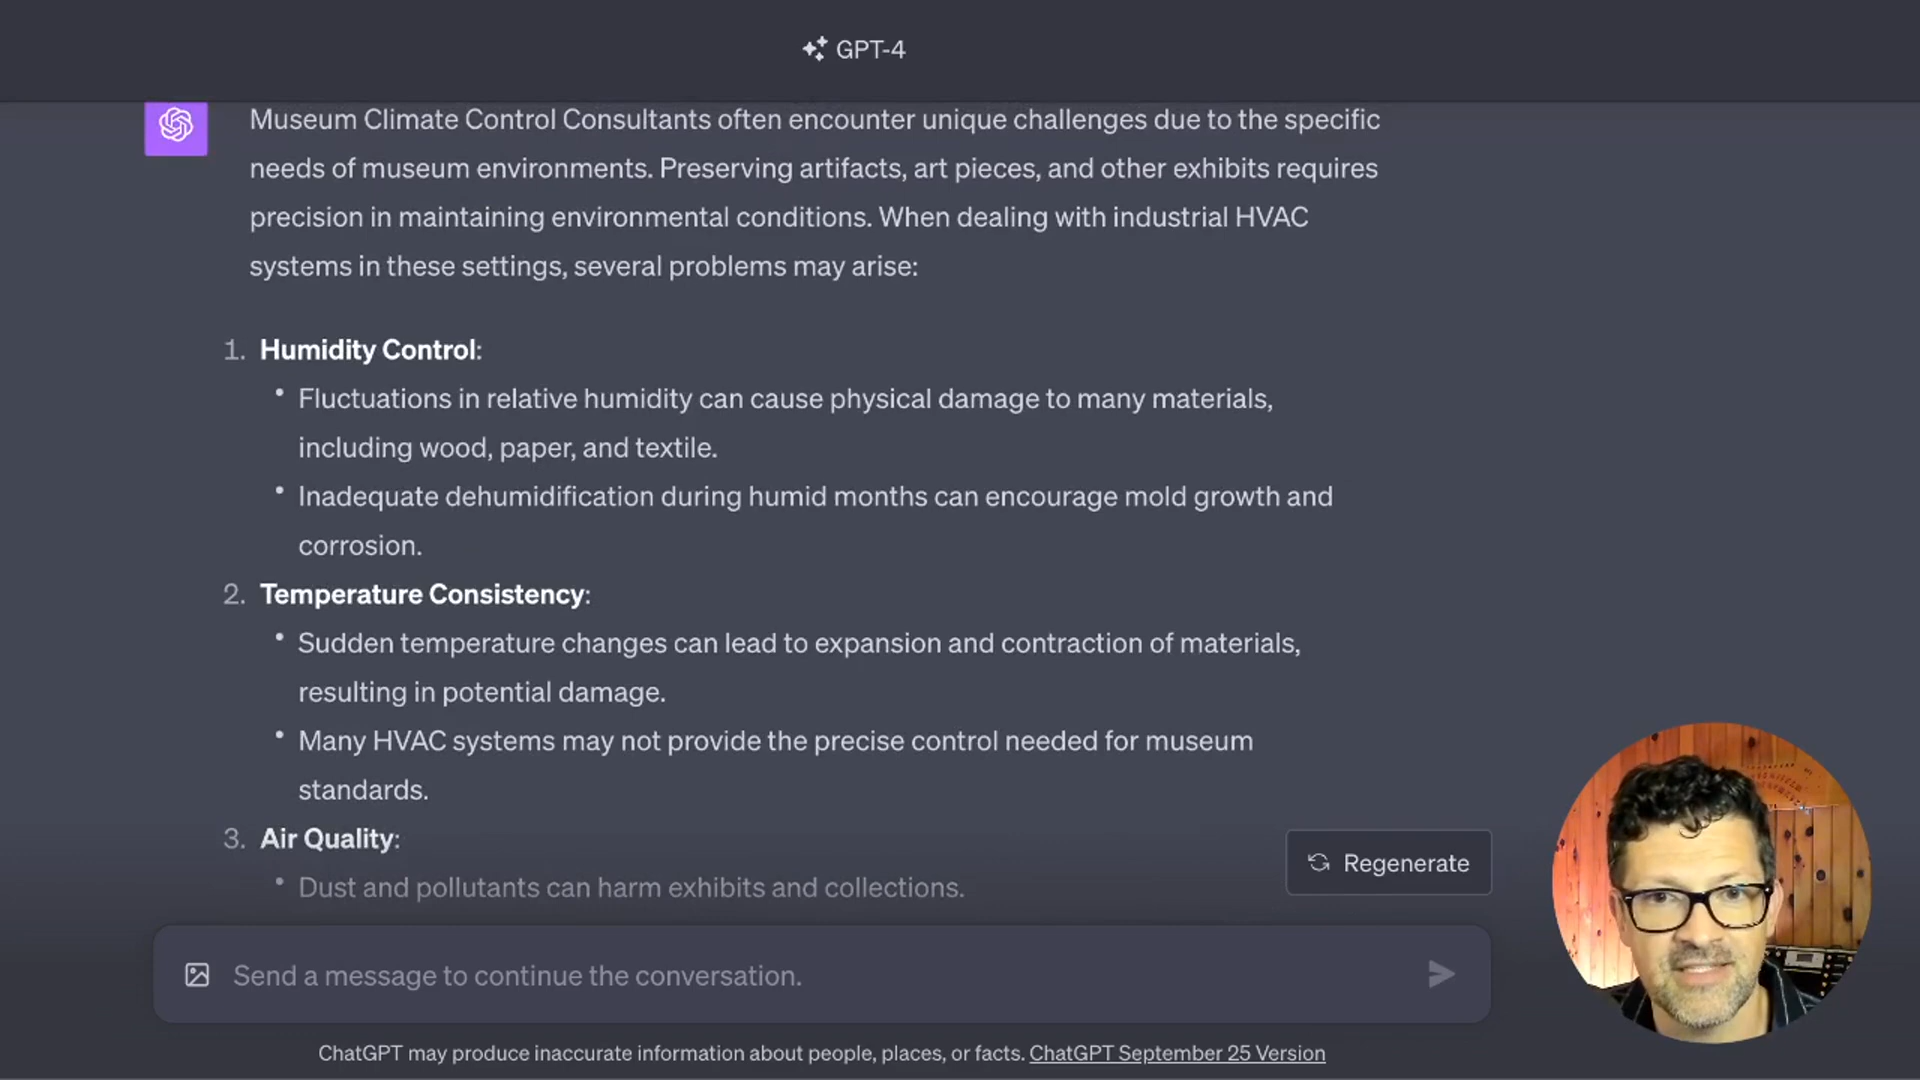 GPT-4
Museum Climate Control Consultants often encounter unique challenges due to the specific
needs of museum environments. Preserving artifacts, art pieces, and other exhibits requires
precision in maintaining environmental conditions. When dealing with industrial HVAC
systems in these settings, several problems may arise:
1. Humidity Control:
• Fluctuations in relative humidity can cause physical damage to many materials,
including wood, paper, and textile.
• Inadequate dehumidification during humid months can encourage mold growth and
corrosion.
2. Temperature Consistency:
• Sudden temperature changes can lead to expansion and contraction of materials,
resulting in potential damage.
• Many HVAC systems may not provide the precise control needed for museum
standards.
3. Air Quality:
• Dust and pollutants can harm exhibits and collections.
Regenerate
Send a message to continue the conversation.
ChatGPT may produce inaccurate information about people, places, or facts. ChatGPT September 25 Version